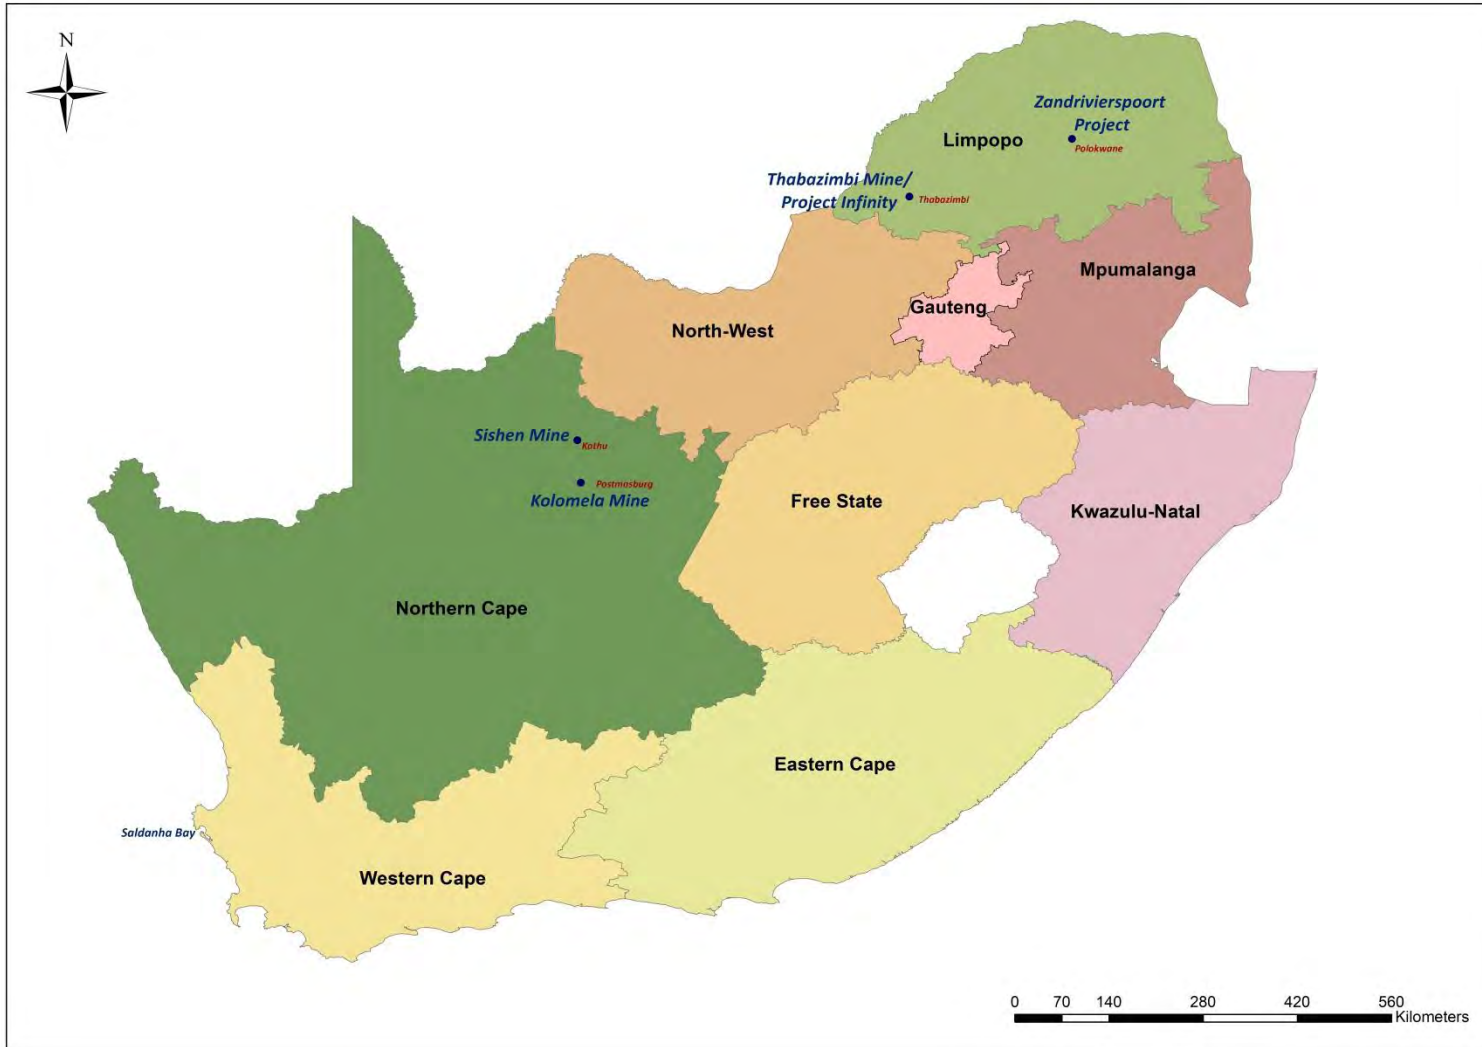 N
Zandrivierspoort
Project
Limpopo
Polokwane
Thabazimbi Mine/
Project Infinity
Thabazimbi
Mpumalanga
Gauteng
North-West
Sishen Mine
Kathu
Postmasburg
Kolomela Mine
Free State
Kwazulu-Natal
Northern Cape
Eastern Cape
Saldanha Bay
Western Cape
0 70 140 280 420 560
Kilometers